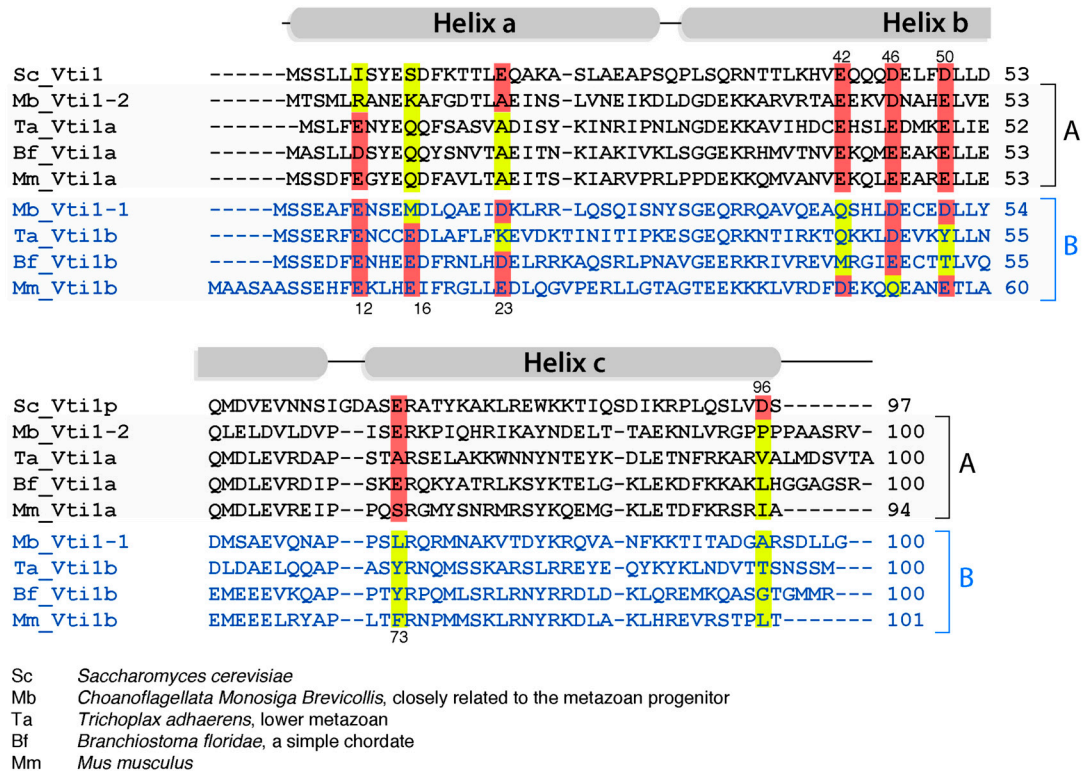 Helix a Helix b
42 46 50
Sc_Vti1 ------MSSLLISYESDFKTTLEQAKA-SLAEAPSQPLSQRNTTLKHVEQQQDELFDLLD 53
Mb_Vti1-2 ------MTSMLRANEKAFGDTLAEINS-LVNEIKDLDGDEKKARVRTAEEKVDNAHELVE 53
Ta_Vti1a -------MSLFENYEQQFSASVADISY-KINRIPNLNGDEKKAVIHDCEHSLEDMKELIE 52
Bf_Vti1a ------MASLLDSYEQQYSNVTAEITN-KIAKIVKLSGGEKRHMVTNVEKQMEEAKELLE 53
Mm_Vti1a ------MSSDFEGYEQDFAVLTAEITS-KIARVPRLPPDEKKQMVANVEKQLEEARELLE 53
A
Mb_Vti1-1 -----MSSEAFENSEMDLQAEIDKLRR-LQSQISNYSGEQRRQAVQEAQSHLDECEDLLY 54
Ta_Vti1b -----MSSERFENCCEDLAFLFKEVDKTINITIPKESGEQRKNTIRKTQKKLDEVKYLLN 55
Bf_Vti1b -----MSSEDFENHEEDFRNLHDELRRKAQSRLPNAVGEERKRIVREVMRGIEECTTLVQ 55
Mm_Vti1b MAASAASSEHFEKLHEIFRGLLEDLQGVPERLLGTAGTEEKKKLVRDFDEKQQEANETLA 60
B
12 16 23
Helix c
96
Sc_Vti1p QMDVEVNNSIGDASERATYKAKLREWKKTIQSDIKRPLQSLVDS------- 97
Mb_Vti1-2 QLELDVLDVP--ISERKPIQHRIKAYNDELT-TAEKNLVRGPPPPAASRV- 100
Ta_Vti1a QMDLEVRDAP--STARSELAKKWNNYNTEYK-DLETNFRKARVALMDSVTA 100
Bf_Vti1a QMDLEVRDIP--SKERQKYATRLKSYKTELG-KLEKDFKKAKLHGGAGSR- 100
Mm_Vti1a QMDLEVREIP--PQSRGMYSNRMRSYKQEMG-KLETDFKRSRIA------- 94
A
Mb_Vti1-1 DMSAEVQNAP--PSLRQRMNAKVTDYKRQVA-NFKKTITADGARSDLLG-- 100
Ta_Vti1b DLDAELQQAP--ASYRNQMSSKARSLRREYE-QYKYKLNDVTTSNSSM--- 100
Bf_Vti1b EMEEEVKQAP--PTYRPQMLSRLRNYRRDLD-KLQREMKQASGTGMMR--- 100
Mm_Vti1b EMEEELRYAP--LTFRNPMMSKLRNYRKDLA-KLHREVRSTPLT------- 101
B
73
Sc Saccharomyces cerevisiae
Mb Choanoflagellata Monosiga Brevicollis, closely related to the metazoan progenitor
Ta Trichoplax adhaerens, lower metazoan
Bf Branchiostoma floridae, a simple chordate
Mm Mus musculus